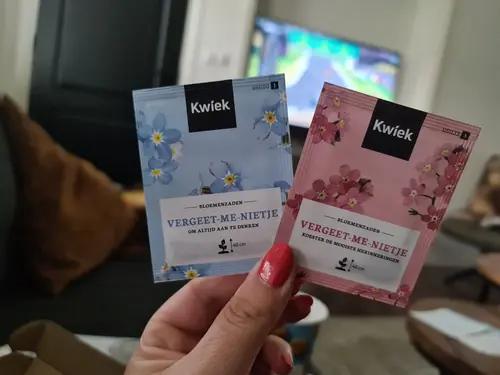 Kwiek
BLOEMENZADEN
VERGEET-ME-NIETJE
OM ALTIJD AAN TE DENKEN
Kwiek
BLOEMENZADEN
VERGEET-ME-NIETJE
KOESTER DE MOOISTE HERINNERINGEN